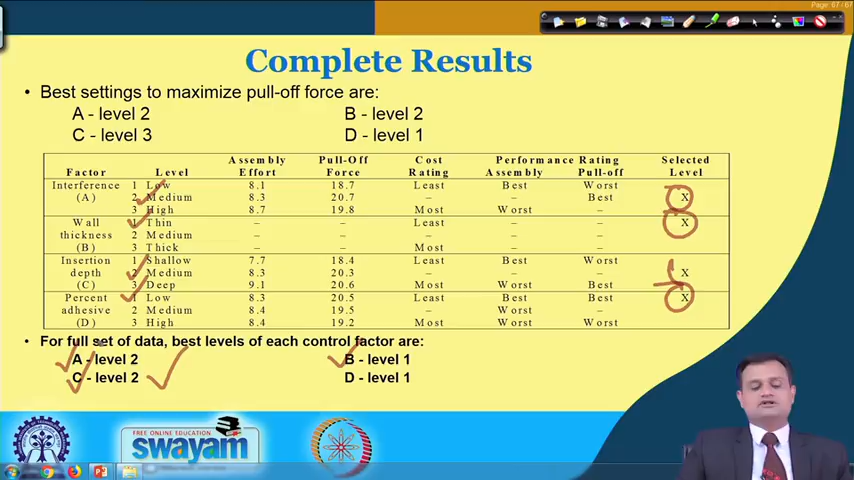 Page: 67 / 67
Complete Results
• Best settings to maximize pull-off force are:
A - level 2 B - level 2
C - level 3 D - level 1
Assembly Pull-Off Cost Performance Rating Selected
Factor Level Effort Force Rating Assembly Pull-off Level
Interference 1 Low 8.1 18.7 Least Best Worst
(A) 2 Medium 8.3 20.7 – – Best X
3 High 8.7 19.8 Most Worst –
Wall 1 Thin – – Least – – X
thickness 2 Medium – – – –
(B) 3 Thick – – Most – –
Insertion 1 Shallow 7.7 18.4 Least Best Worst
depth 2 Medium 8.3 20.3 – – – X
(C) 3 Deep 9.1 20.6 Most Worst Best
Percent 1 Low 8.3 20.5 Least Best Best X
adhesive 2 Medium 8.4 19.5 – Worst –
(D) 3 High 8.4 19.2 Most Worst Worst
• For full set of data, best levels of each control factor are:
A - level 2 B - level 1
C - level 2 D - level 1
FREE ONLINE EDUCATION
swayam